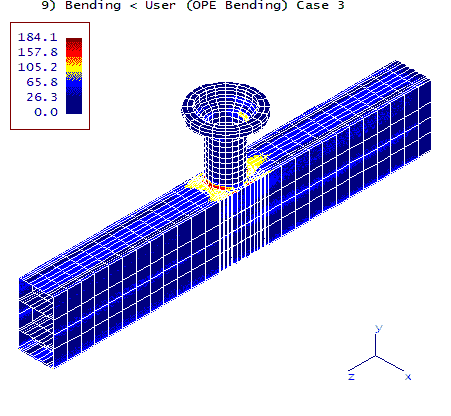 9) Bending < User (OPE Bending) Case 3
184.1
157.8
105.2
65.8
26.3
0.0
y
z
x